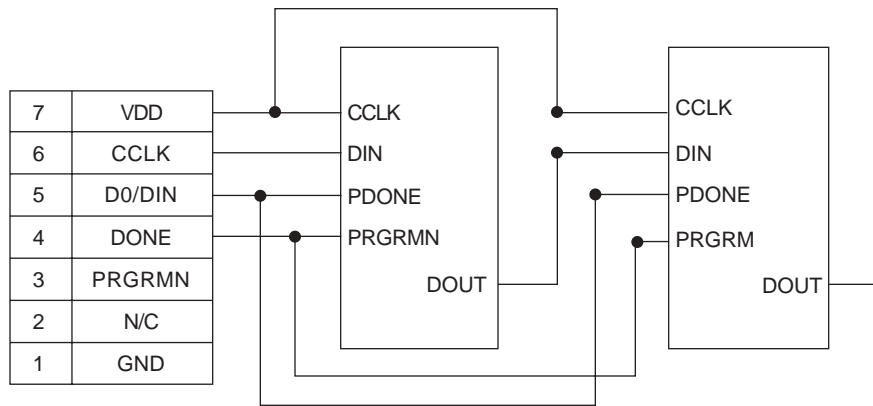 7 VDD
6 CCLK
5 D0/DIN
4 DONE
3 PRGRMN
2 N/C
1 GND
CCLK
DIN
PDONE
PRGRMN
DOUT
CCLK
DIN
PDONE
PRGRM
DOUT